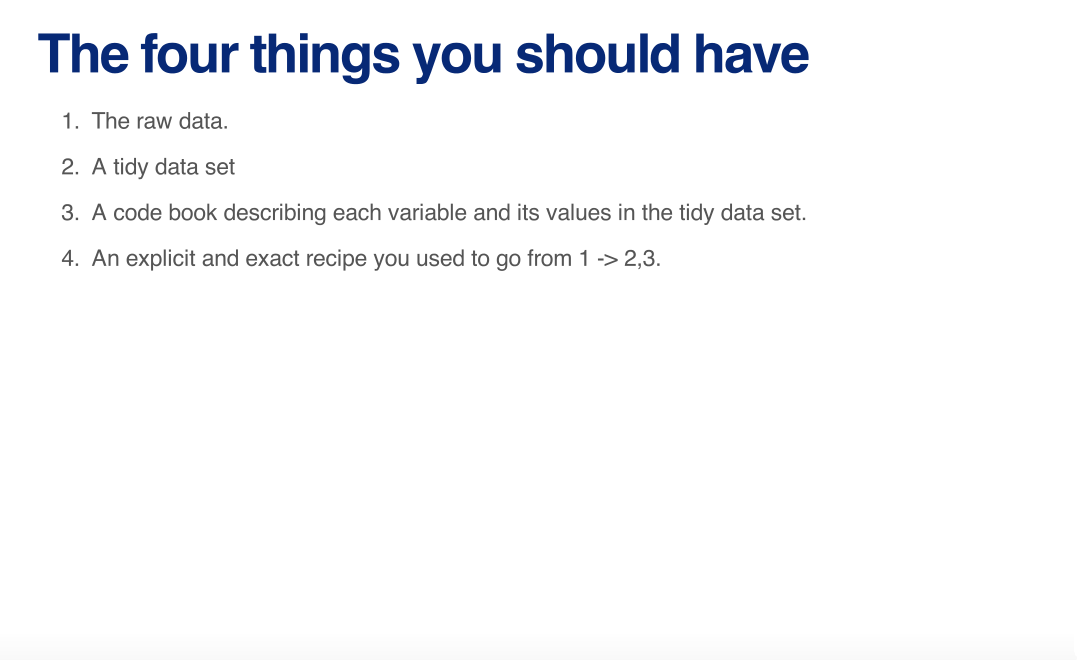 The four things you should have
1. The raw data.
2. A tidy data set
3. A code book describing each variable and its values in the tidy data set.
4. An explicit and exact recipe you used to go from 1 -> 2,3.